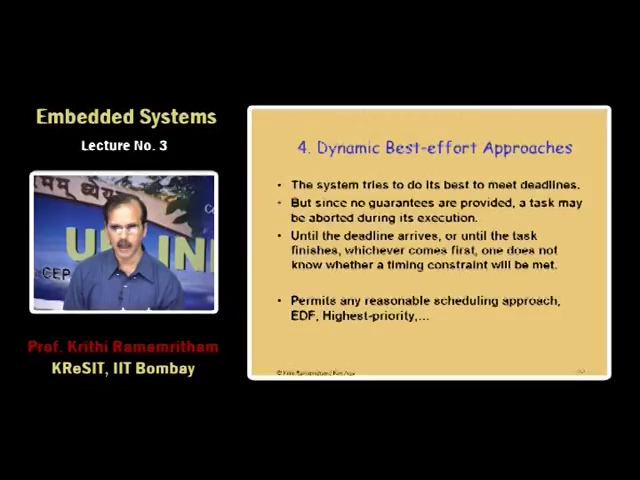 Embedded Systems
Lecture No. 3
ध्येय
CEP
Prof. Krithi Ramamritham
KReSIT, IIT Bombay
4. Dynamic Best-effort Approaches
• The system tries to do its best to meet deadlines.
• But since no guarantees are provided, a task may
be aborted during its execution.
• Until the deadline arrives, or until the task
finishes, whichever comes first, one does not
know whether a timing constraint will be met.
• Permits any reasonable scheduling approach,
EDF, Highest-priority,...